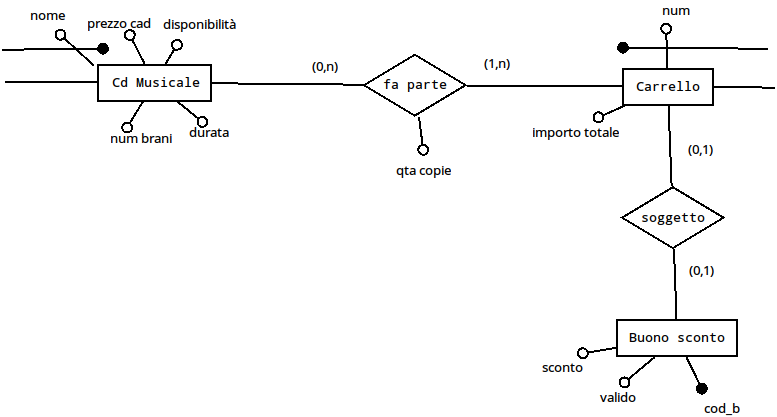 nome
prezzo cad
disponibilità
num
Cd Musicale
(0,n)
fa parte
(1,n)
Carrello
num brani
durata
importo totale
qta copie
(0,1)
soggetto
(0,1)
Buono sconto
sconto
valido
cod_b